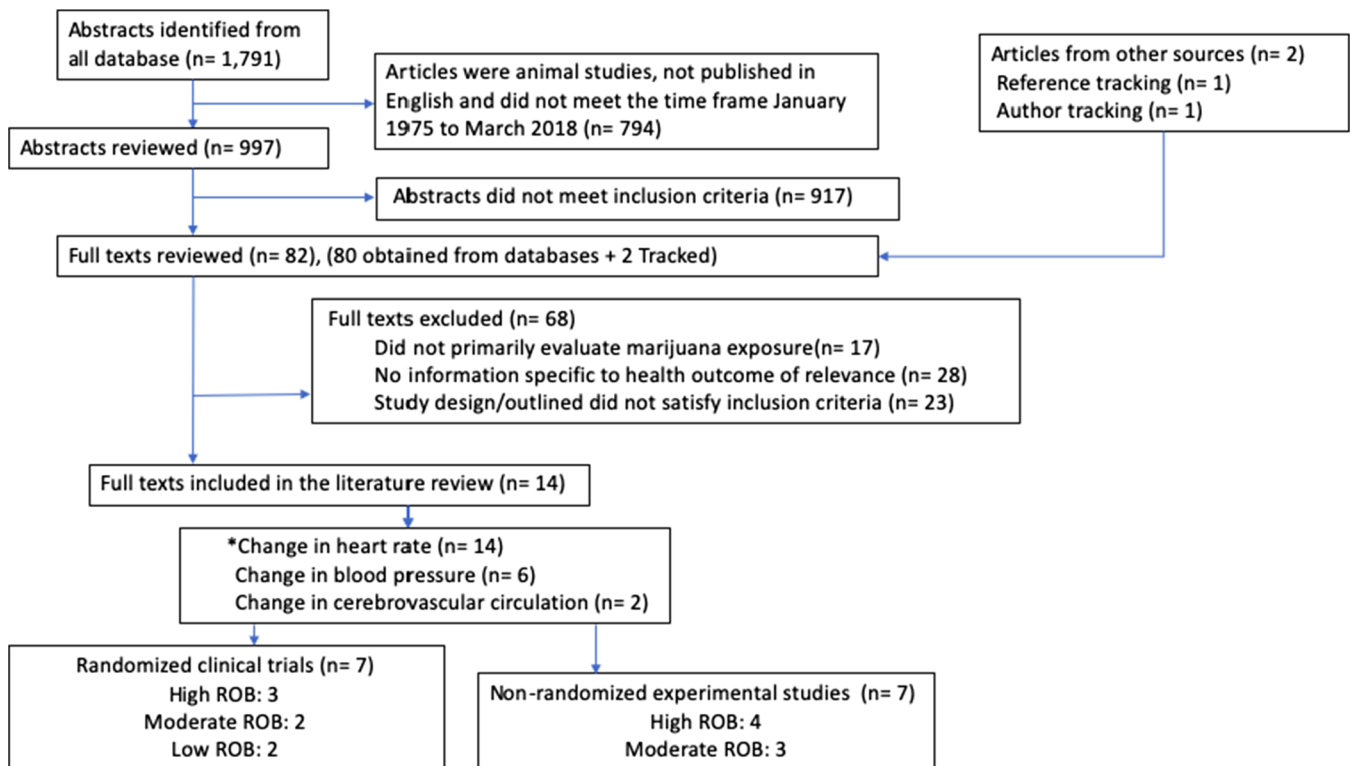 Abstracts identified from
all database (n= 1,791)
Articles were animal studies, not published in
English and did not meet the time frame January
1975 to March 2018 (n= 794)
Articles from other sources (n= 2)
Reference tracking (n= 1)
Author tracking (n= 1)
Abstracts reviewed (n= 997)
Abstracts did not meet inclusion criteria (n= 917)
Full texts reviewed (n= 82), (80 obtained from databases + 2 Tracked)
Full texts excluded (n= 68)
Did not primarily evaluate marijuana exposure(n= 17)
No information specific to health outcome of relevance (n= 28)
Study design/outlined did not satisfy inclusion criteria (n= 23)
Full texts included in the literature review (n= 14)
*Change in heart rate (n= 14)
Change in blood pressure (n= 6)
Change in cerebrovascular circulation (n= 2)
Randomized clinical trials (n= 7)
High ROB: 3
Moderate ROB: 2
Low ROB: 2
Non-randomized experimental studies (n= 7)
High ROB: 4
Moderate ROB: 3